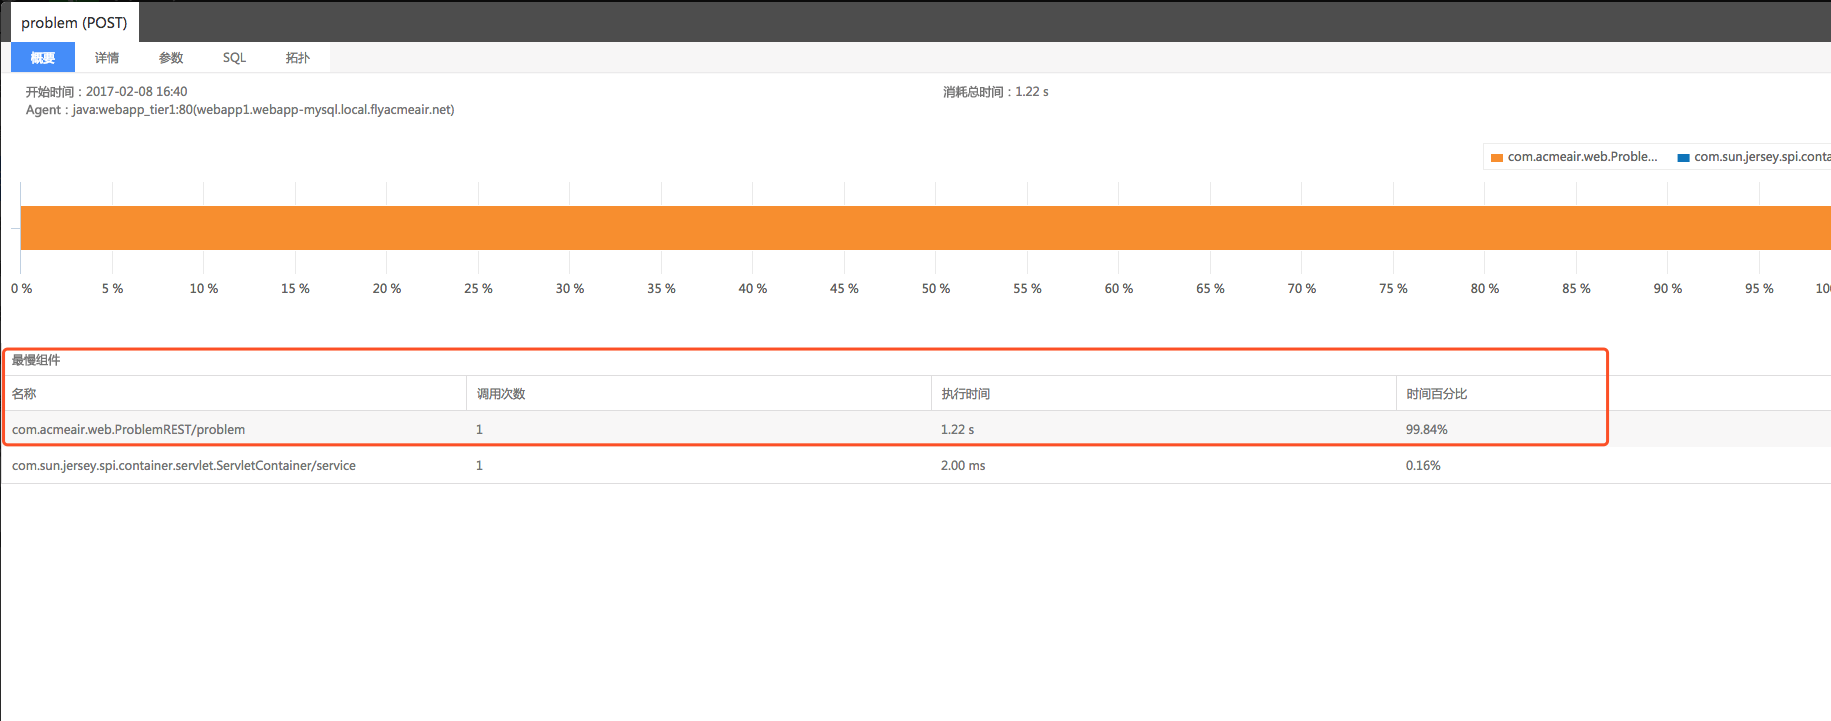 problem (POST)
概要 详情 参数 SQL 拓扑
开始时间：2017-02-08 16:40 消耗总时间：1.22 s
Agent：java:webapp_tier1:80(webapp1.webapp-mysql.local.flyacmeair.net)
com.acmeair.web.Proble... com.sun.jersey.spi.conta
0 % 5 % 10 % 15 % 20 % 25 % 30 % 35 % 40 % 45 % 50 % 55 % 60 % 65 % 70 % 75 % 80 % 85 % 90 % 95 % 100
最慢组件
名称 调用次数 执行时间 时间百分比
com.acmeair.web.ProblemREST/problem 1 1.22 s 99.84%
com.sun.jersey.spi.container.servlet.ServletContainer/service 1 2.00 ms 0.16%